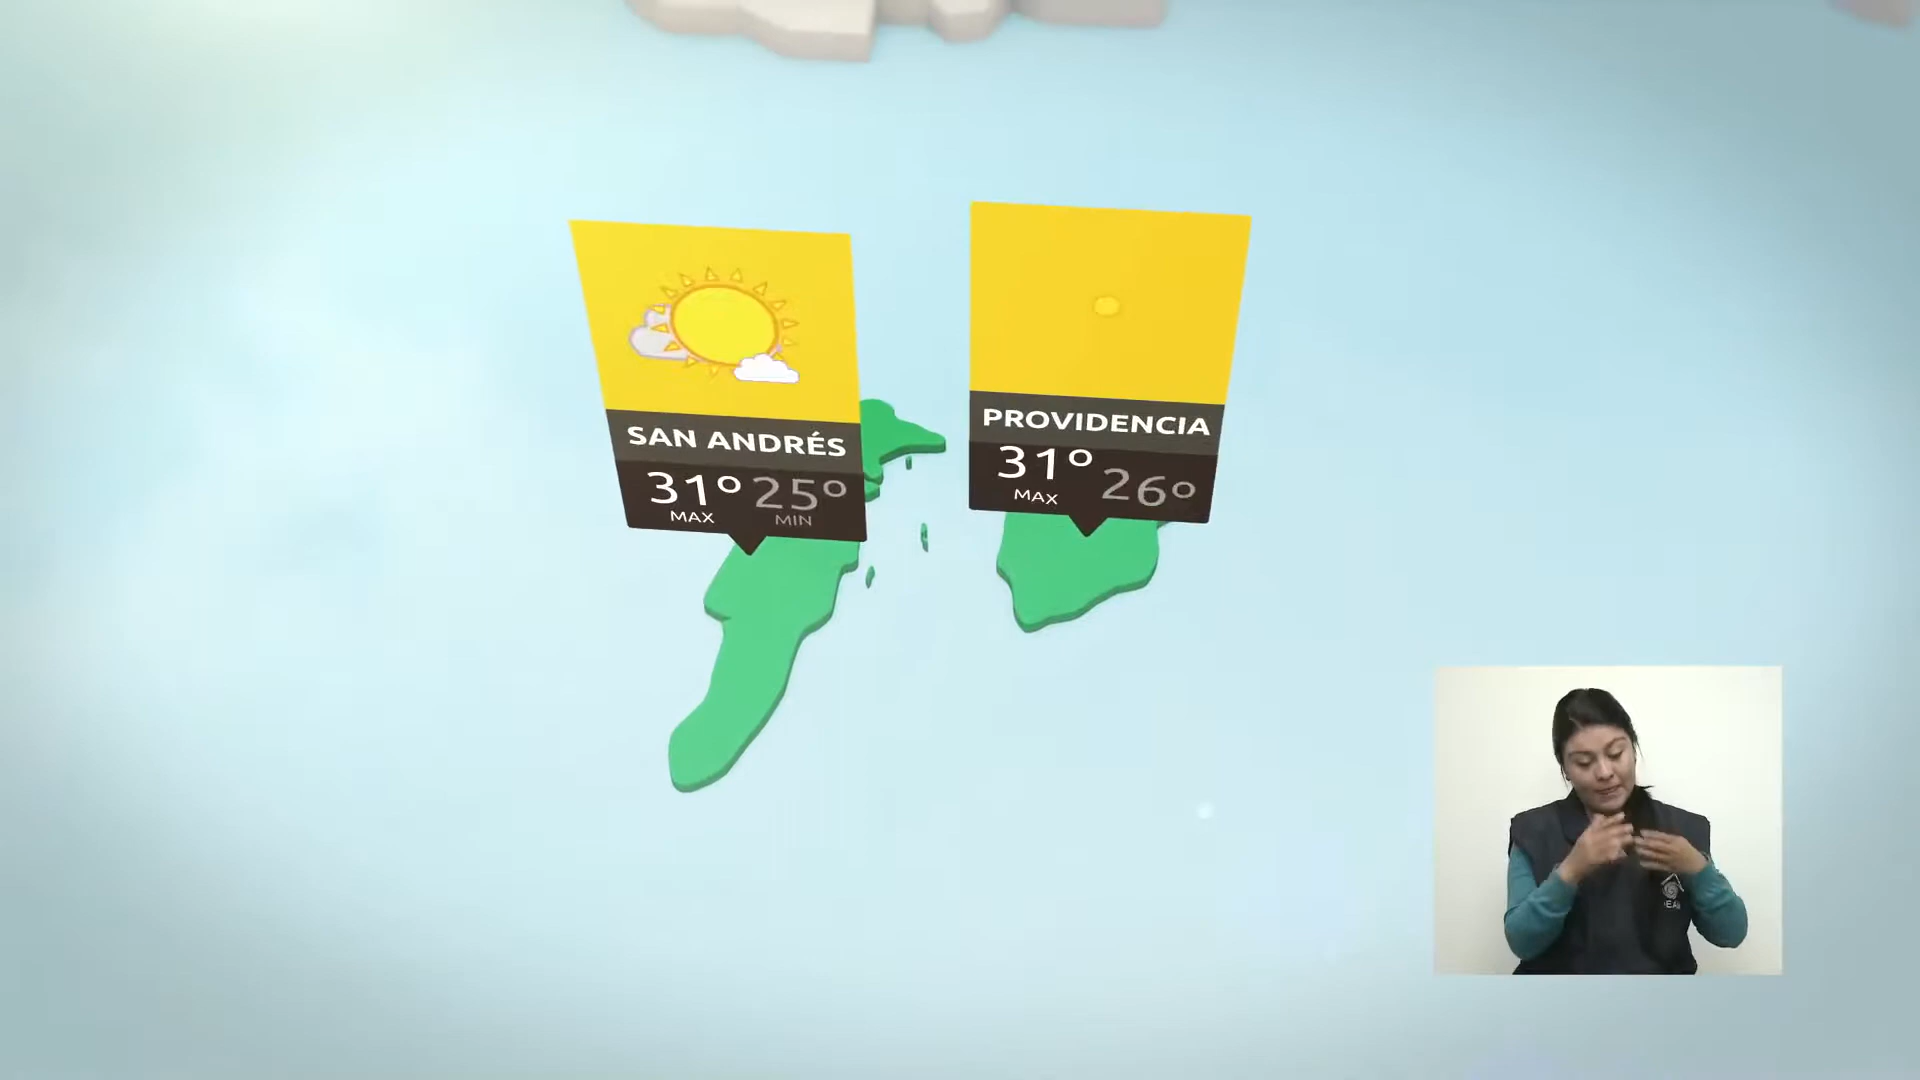 SAN ANDRÉS
31° 25°
MAX MIN
PROVIDENCIA
31° 26°
MAX